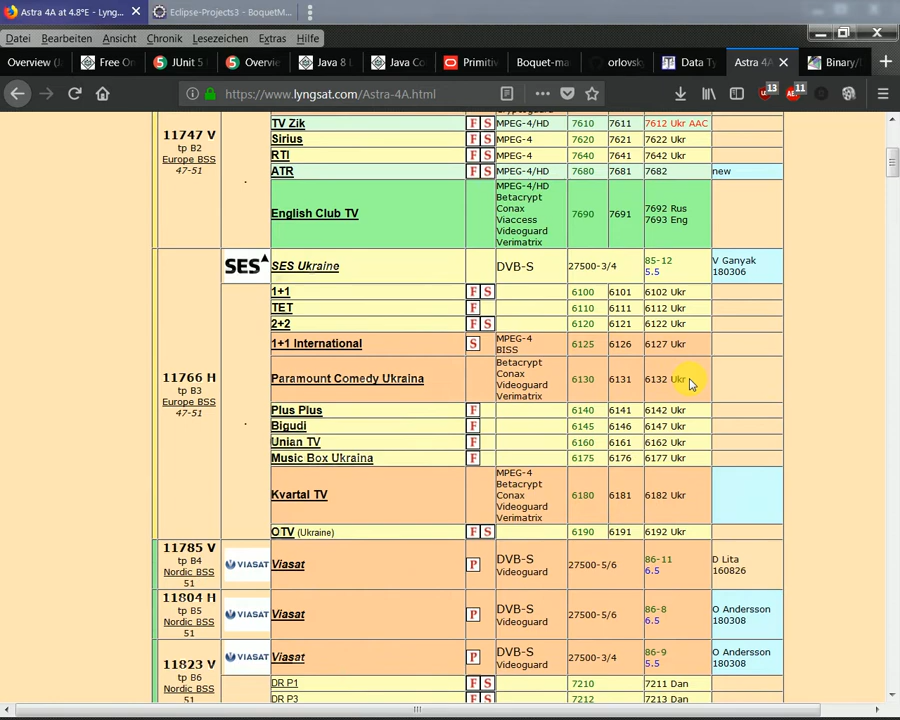 Astra 4A at 4.8°E - Lyng...
Eclipse-Projects3 - BoquetM...
Datei Bearbeiten Ansicht Chronik Lesezeichen Extras Hilfe
Overview (Ja
Free On
JUnit 5
Overvie
Java 8
Java Co
Primitiv
Boquet-ma
orlovsky
Data Ty
Astra 4A
Binary/
https://www.lyngsat.com/Astra-4A.html
13
11
TV Zik F S MPEG-4/HD 7610 7611 7612 Ukr AAC
Sirius F S MPEG-4 7620 7621 7622 Ukr
RTI F S MPEG-4 7640 7641 7642 Ukr
ATR F S MPEG-4/HD 7680 7681 7682 new
11747 V
tp B2
Europe BSS
47-51
English Club TV
MPEG-4/HD
Betacrypt
Conax
Viaccess
Videoguard
Verimatrix
7690 7691
7692 Rus
7693 Eng
SES
SES Ukraine DVB-S 27500-3/4
85-12
5.5
V Ganyak
180306
1+1 F S 6100 6101 6102 Ukr
TET F 6110 6111 6112 Ukr
2+2 F S 6120 6121 6122 Ukr
1+1 International S
MPEG-4
BISS
6125 6126 6127 Ukr
11766 H
tp B3
Europe BSS
47-51
Paramount Comedy Ukraina
Betacrypt
Conax
Videoguard
Verimatrix
6130 6131 6132 Ukr
Plus Plus F 6140 6141 6142 Ukr
Bigudi F 6145 6146 6147 Ukr
Unian TV F 6160 6161 6162 Ukr
Music Box Ukraina F 6175 6176 6177 Ukr
Kvartal TV
MPEG-4
Betacrypt
Conax
Videoguard
Verimatrix
6180 6181 6182 Ukr
OTV (Ukraine) F S 6190 6191 6192 Ukr
11785 V
tp B4
Nordic BSS
51
VIASAT
Viasat P
DVB-S
Videoguard
27500-5/6
86-11
6.5
D Lita
160826
11804 H
tp B5
Nordic BSS
51
VIASAT
Viasat P
DVB-S
Videoguard
27500-5/6
86-8
6.5
O Andersson
180308
11823 V
tp B6
Nordic BSS
51
VIASAT
Viasat P
DVB-S
Videoguard
27500-3/4
86-9
5.5
O Andersson
180308
DR P1 F S 7210 7211 Dan
DR P3 F S 7212 7213 Dan